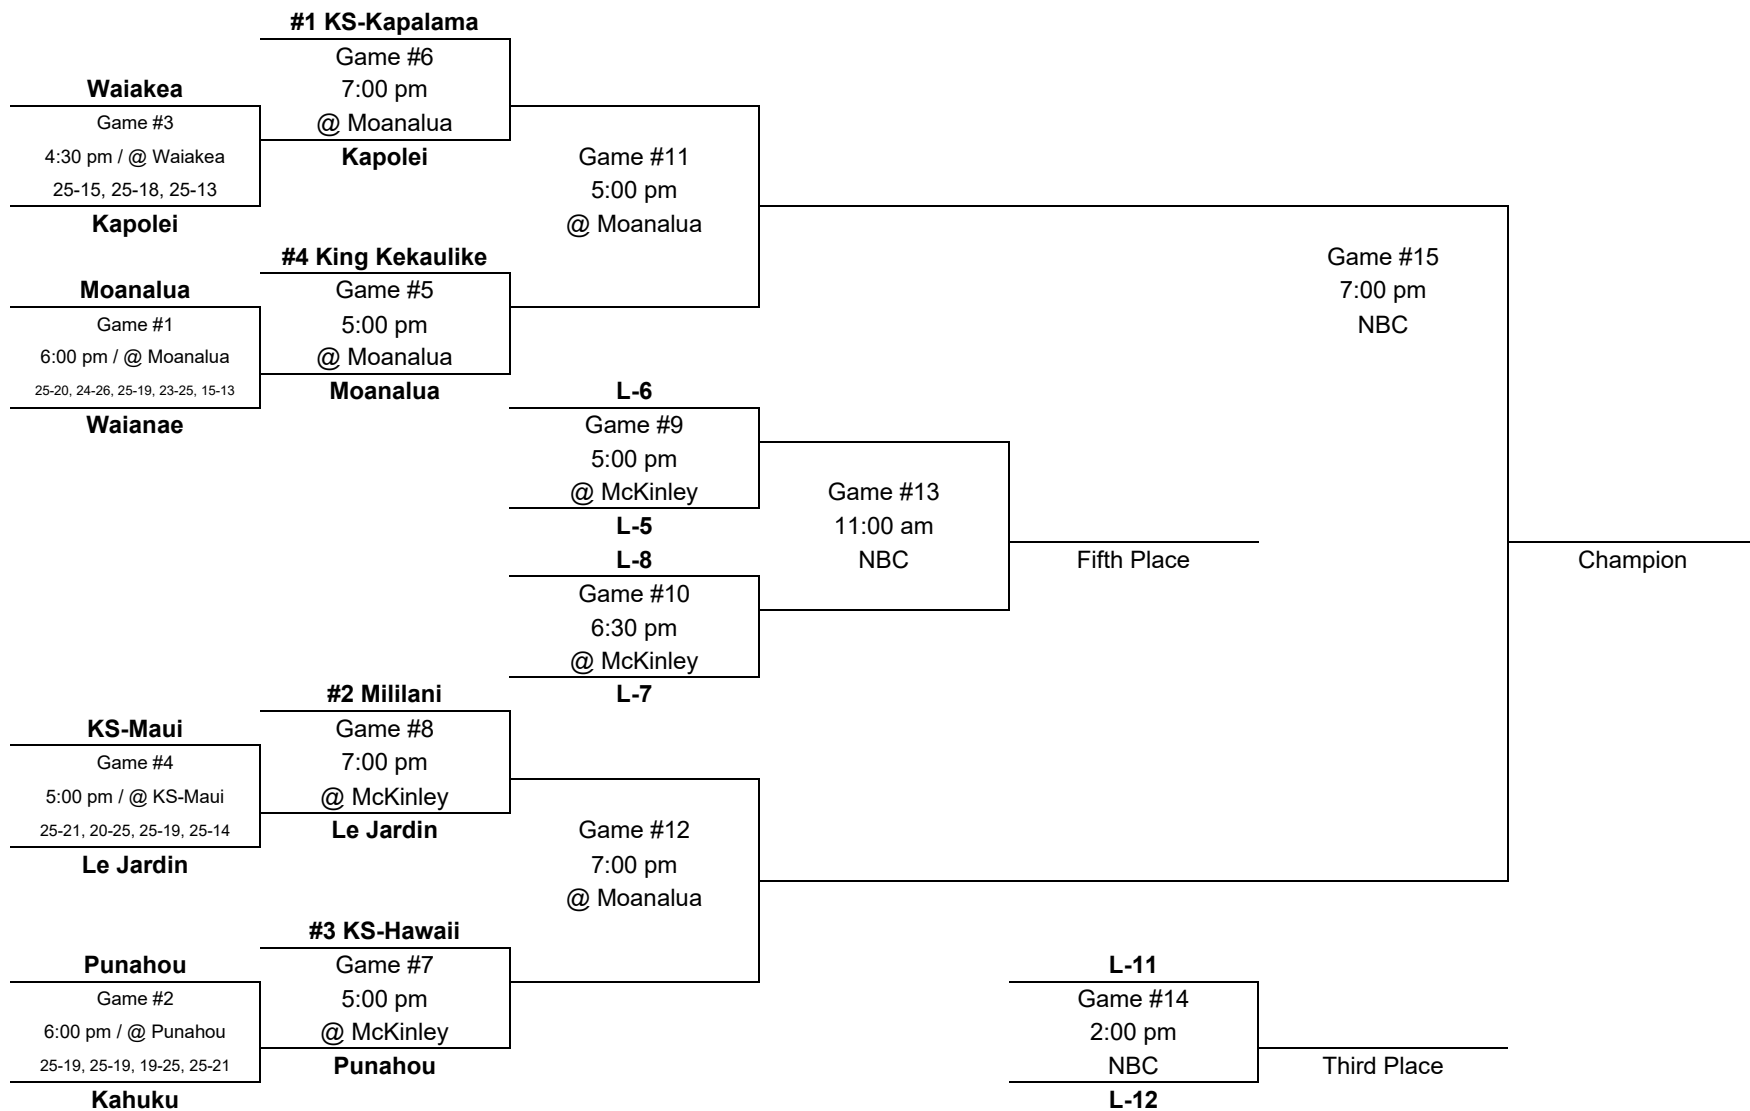 #1 KS-Kapalama
Game #6
7:00 pm
@ Moanalua
Kapolei
Waiakea
Game #3
4:30 pm / @ Waiakea
25-15, 25-18, 25-13
Kapolei
Game #11
5:00 pm
@ Moanalua
#4 King Kekaulike
Game #5
5:00 pm
@ Moanalua
Moanalua
Moanalua
Game #1
6:00 pm / @ Moanalua
25-20, 24-26, 25-19, 23-25, 15-13
Waianae
Game #15
7:00 pm
NBC
L-6
Game #9
5:00 pm
@ McKinley
L-5
Game #13
11:00 am
NBC
Fifth Place
Champion
L-8
Game #10
6:30 pm
@ McKinley
L-7
#2 Mililani
Game #8
7:00 pm
@ McKinley
Le Jardin
KS-Maui
Game #4
5:00 pm / @ KS-Maui
25-21, 20-25, 25-19, 25-14
Le Jardin
Game #12
7:00 pm
@ Moanalua
#3 KS-Hawaii
Game #7
5:00 pm
@ McKinley
Punahou
Punahou
Game #2
6:00 pm / @ Punahou
25-19, 25-19, 19-25, 25-21
Kahuku
L-11
Game #14
2:00 pm
NBC
L-12
Third Place